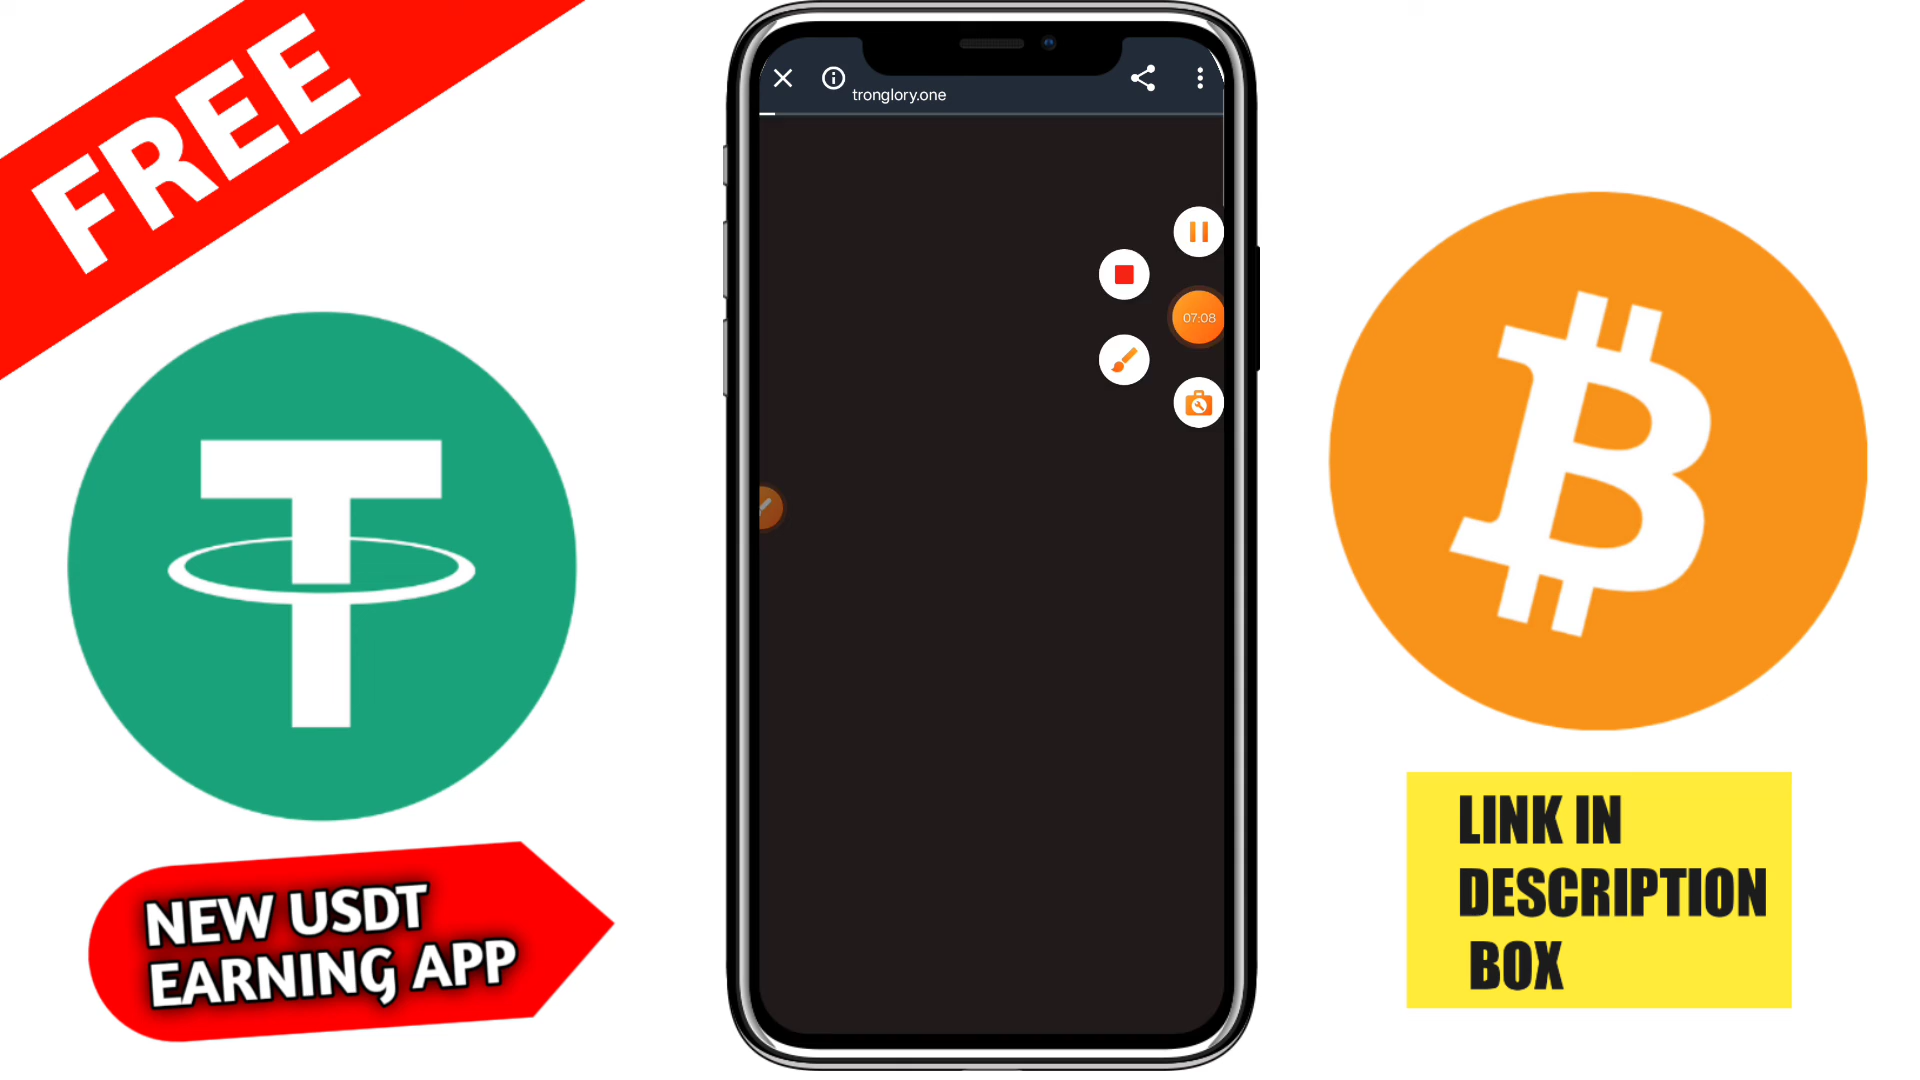 FREE
tronglory.one
07:08
NEW USDT
EARNING APP
LINK IN
DESCRIPTION
BOX